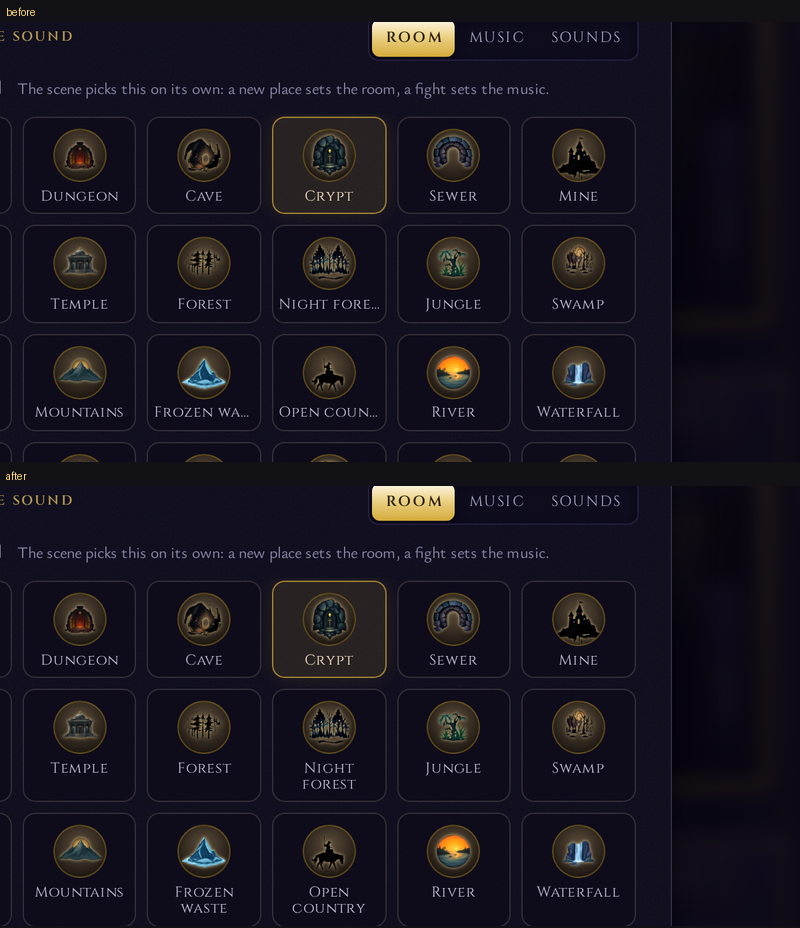 before
E SOUND
ROOM MUSIC SOUNDS
The scene picks this on its own: a new place sets the room, a fight sets the music.
DUNGEON CAVE CRYPT SEWER MINE
TEMPLE FOREST NIGHT FORE... JUNGLE SWAMP
MOUNTAINS FROZEN WA... OPEN COUN... RIVER WATERFALL
after
E SOUND
ROOM MUSIC SOUNDS
The scene picks this on its own: a new place sets the room, a fight sets the music.
DUNGEON CAVE CRYPT SEWER MINE
TEMPLE FOREST NIGHT FOREST JUNGLE SWAMP
MOUNTAINS FROZEN WASTE OPEN COUNTRY RIVER WATERFALL